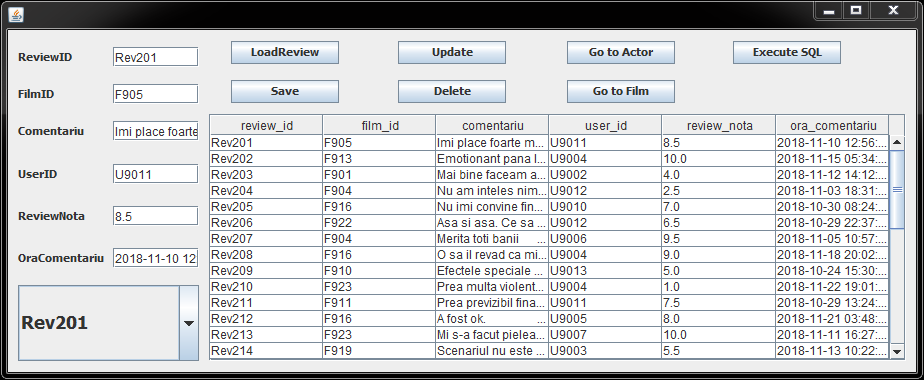 ReviewID Rev201 LoadReview Update Go to Actor Execute SQL
FilmID F905 Save Delete Go to Film
Comentariu Imi place foarte
UserID U9011
ReviewNota 8.5
OraComentariu 2018-11-10 12
Rev201
review_id film_id comentariu user_id review_nota ora_comentariu
Rev201 F905 Imi place foarte m... U9011 8.5 2018-11-10 12:56:...
Rev202 F913 Emotionant pana l... U9004 10.0 2018-11-15 05:34:...
Rev203 F901 Mai bine faceam a... U9002 4.0 2018-11-12 14:12:...
Rev204 F904 Nu am inteles nim... U9012 2.5 2018-11-03 18:31:...
Rev205 F916 Nu imi convine fin... U9010 7.0 2018-10-30 08:24:...
Rev206 F922 Asa si asa. Ce sa ... U9012 6.5 2018-10-29 22:37:...
Rev207 F904 Merita toti banii ... U9006 9.5 2018-11-05 10:57:...
Rev208 F916 O sa il revad ca mi... U9004 9.0 2018-11-18 20:02:...
Rev209 F910 Efectele speciale ... U9013 5.0 2018-10-24 15:30:...
Rev210 F923 Prea multa violent... U9004 1.0 2018-11-22 19:01:...
Rev211 F911 Prea previzibil fina... U9011 7.5 2018-10-29 13:24:...
Rev212 F916 A fost ok. ... U9005 8.0 2018-11-21 03:48:...
Rev213 F923 Mi s-a facut pielea... U9007 10.0 2018-11-11 16:27:...
Rev214 F919 Scenariul nu este ... U9003 5.5 2018-11-13 10:22:...